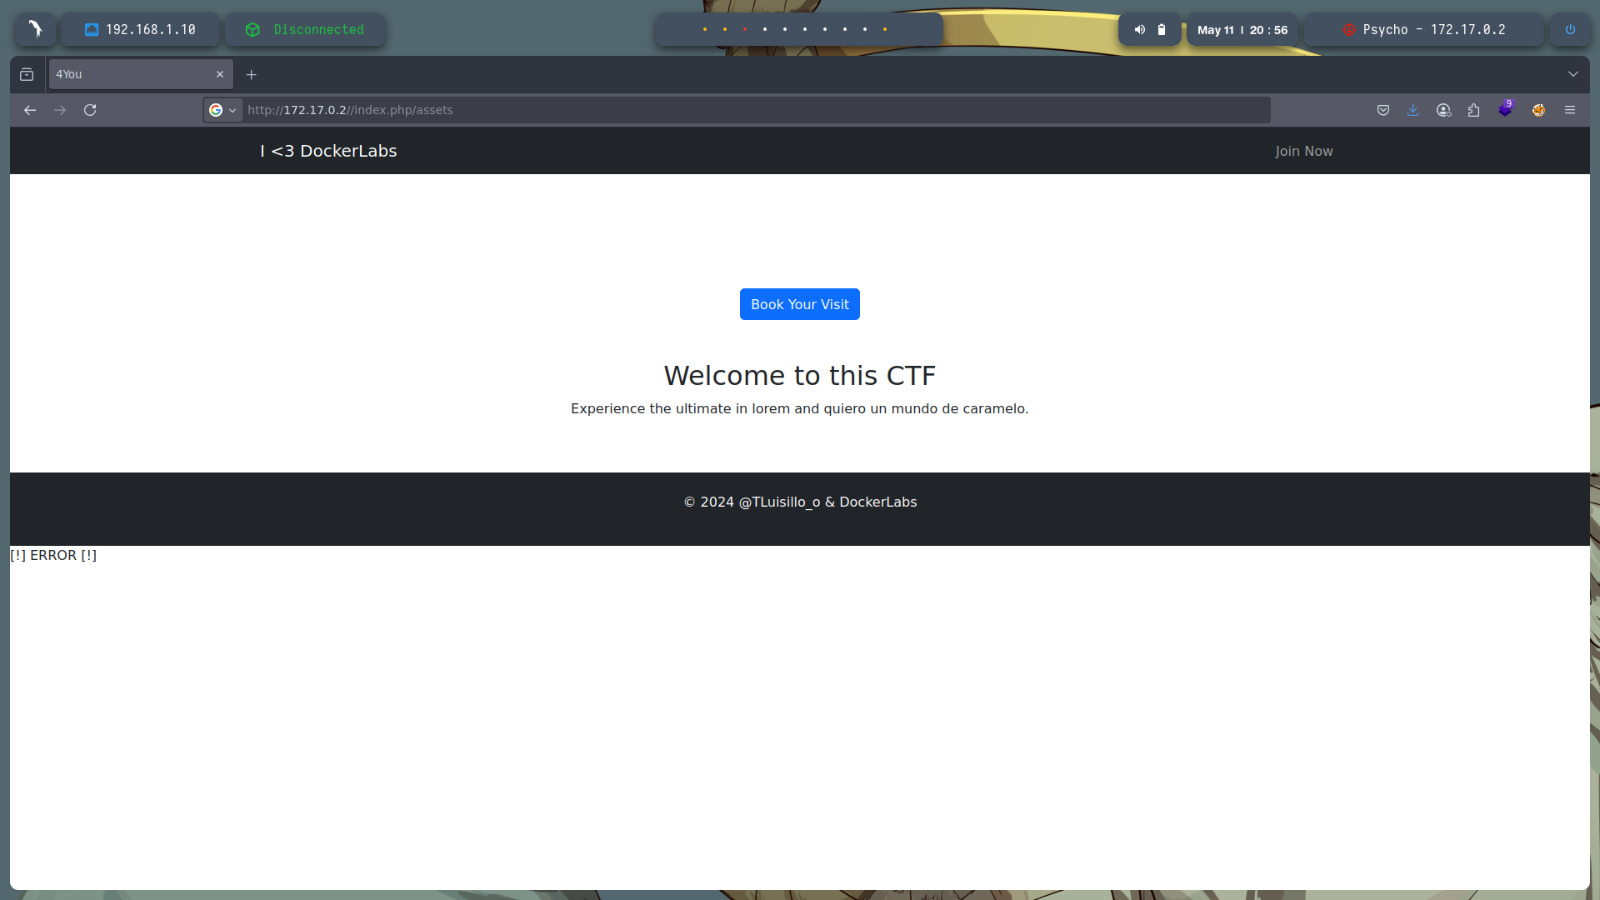 192.168.1.10
Disconnected
May 11 | 20 : 56
Psycho - 172.17.0.2
4You
http://172.17.0.2//index.php/assets
9
I <3 DockerLabs
Join Now
Book Your Visit
Welcome to this CTF
Experience the ultimate in lorem and quiero un mundo de caramelo.
© 2024 @TLuisillo_o & DockerLabs
[!] ERROR [!]